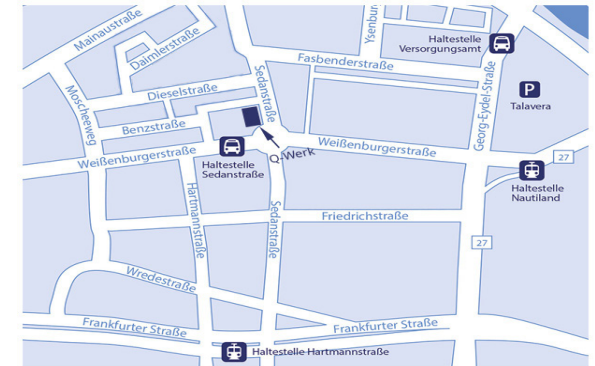 Mainaustraße
Daimlerstraße
Ysenburg
Haltestelle
Versorgungsamt
Fasbenderstraße
Moscheeweg
Dieselstraße
Sedanstraße
Georg-Eydel-Straße
P
Talavera
Benzstraße
Weißenburgerstraße
Haltestelle
Sedanstraße
Q-Werk
Weißenburgerstraße
27
Haltestelle
Nautiland
Hartmannstraße
Sedanstraße
Friedrichstraße
27
Wredestraße
Frankfurter Straße
Frankfurter Straße
Haltestelle Hartmannstraße